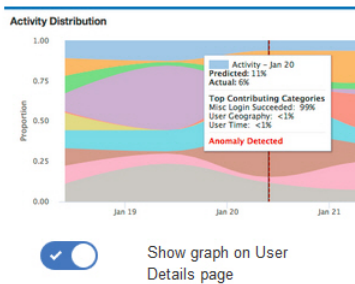 Activity Distribution
1.00
0.75
0.50
0.25
0.00
Proportion
Activity - Jan 20
Predicted: 11%
Actual: 6%
Top Contributing Categories
Misc Login Succeeded: 99%
User Geography: <1%
User Time: <1%
Anomaly Detected
Jan 19
Jan 20
Jan 21
Show graph on User
Details page